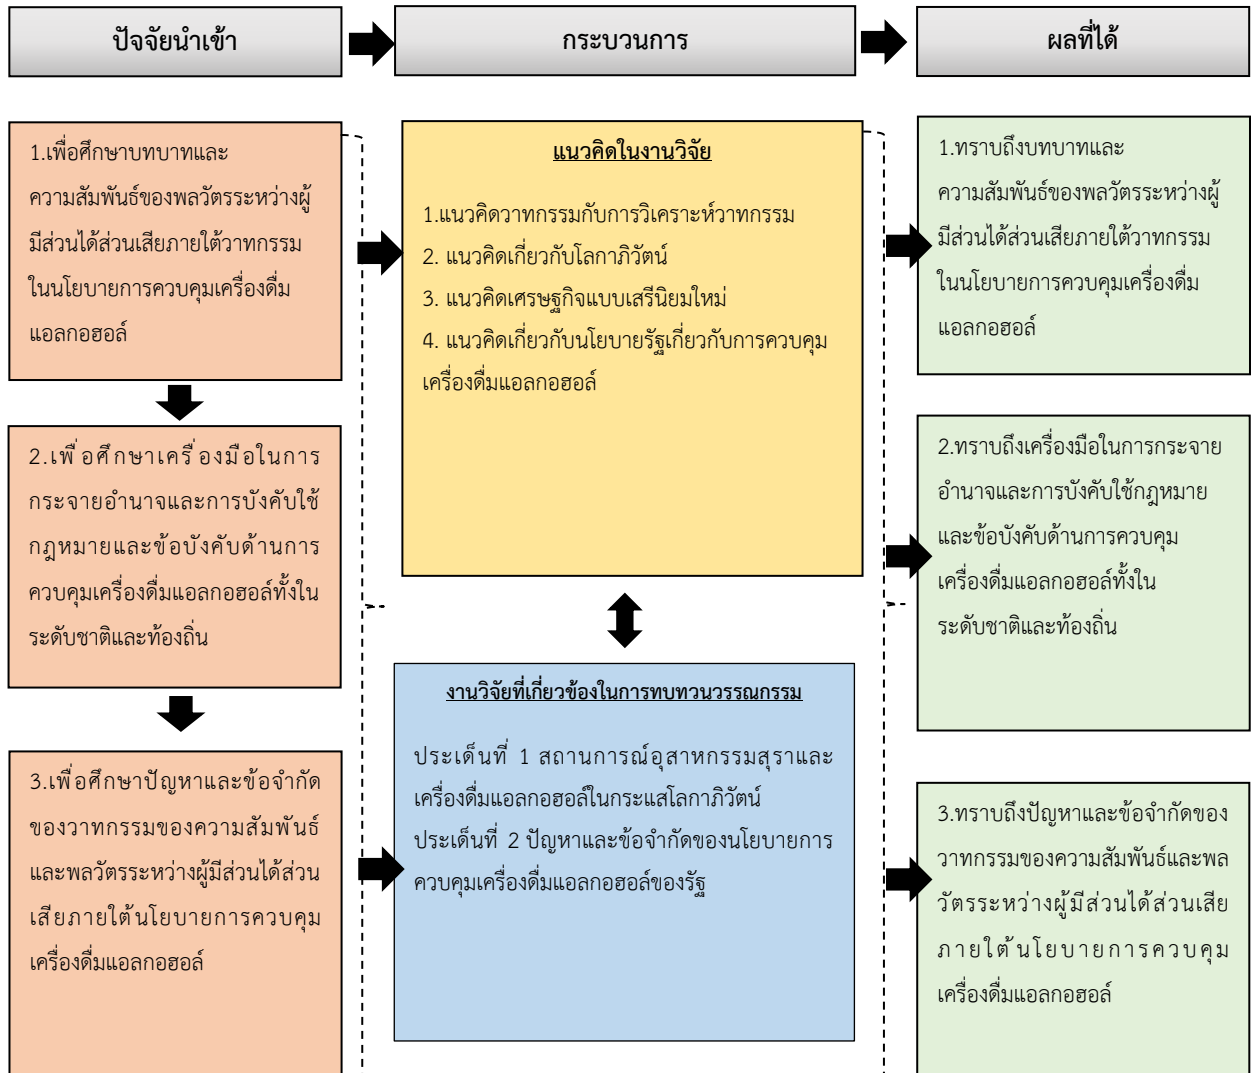 ปัจจัยนำเข้า
กระบวนการ
ผลที่ได้
1.เพื่อศึกษาบทบาทและ
ความสัมพันธ์ของพลวัตรระหว่างผู้
มีส่วนได้ส่วนเสียภายใต้วาทกรรม
ในนโยบายการควบคุมเครื่องดื่ม
แอลกอฮอล์
2.เพื่อศึกษาเครื่องมือในการ
กระจายอำนาจและการบังคับใช้
กฎหมายและข้อบังคับด้านการ
ควบคุมเครื่องดื่มแอลกอฮอล์ทั้งใน
ระดับชาติและท้องถิ่น
3.เพื่อศึกษาปัญหาและข้อจำกัด
ของวาทกรรมของความสัมพันธ์
และพลวัตรระหว่างผู้มีส่วนได้ส่วน
เสียภายใต้นโยบายการควบคุม
เครื่องดื่มแอลกอฮอล์
แนวคิดในงานวิจัย
1.แนวคิดวาทกรรมกับการวิเคราะห์วาทกรรม
2. แนวคิดเกี่ยวกับโลกาภิวัตน์
3. แนวคิดเศรษฐกิจแบบเสรีนิยมใหม่
4. แนวคิดเกี่ยวกับนโยบายรัฐเกี่ยวกับการควบคุม
เครื่องดื่มแอลกอฮอล์
งานวิจัยที่เกี่ยวข้องในการทบทวนวรรณกรรม
ประเด็นที่ 1 สถานการณ์อุสาหกรรมสุราและ
เครื่องดื่มแอลกอฮอล์ในกระแสโลกาภิวัตน์
ประเด็นที่ 2 ปัญหาและข้อจำกัดของนโยบายการ
ควบคุมเครื่องดื่มแอลกอฮอล์ของรัฐ
1.ทราบถึงบทบาทและ
ความสัมพันธ์ของพลวัตรระหว่างผู้
มีส่วนได้ส่วนเสียภายใต้วาทกรรม
ในนโยบายการควบคุมเครื่องดื่ม
แอลกอฮอล์
2.ทราบถึงเครื่องมือในการกระจาย
อำนาจและการบังคับใช้กฎหมาย
และข้อบังคับด้านการควบคุม
เครื่องดื่มแอลกอฮอล์ทั้งใน
ระดับชาติและท้องถิ่น
3.ทราบถึงปัญหาและข้อจำกัดของ
วาทกรรมของความสัมพันธ์และพล
วัตรระหว่างผู้มีส่วนได้ส่วนเสีย
ภายใต้นโยบายการควบคุม
เครื่องดื่มแอลกอฮอล์